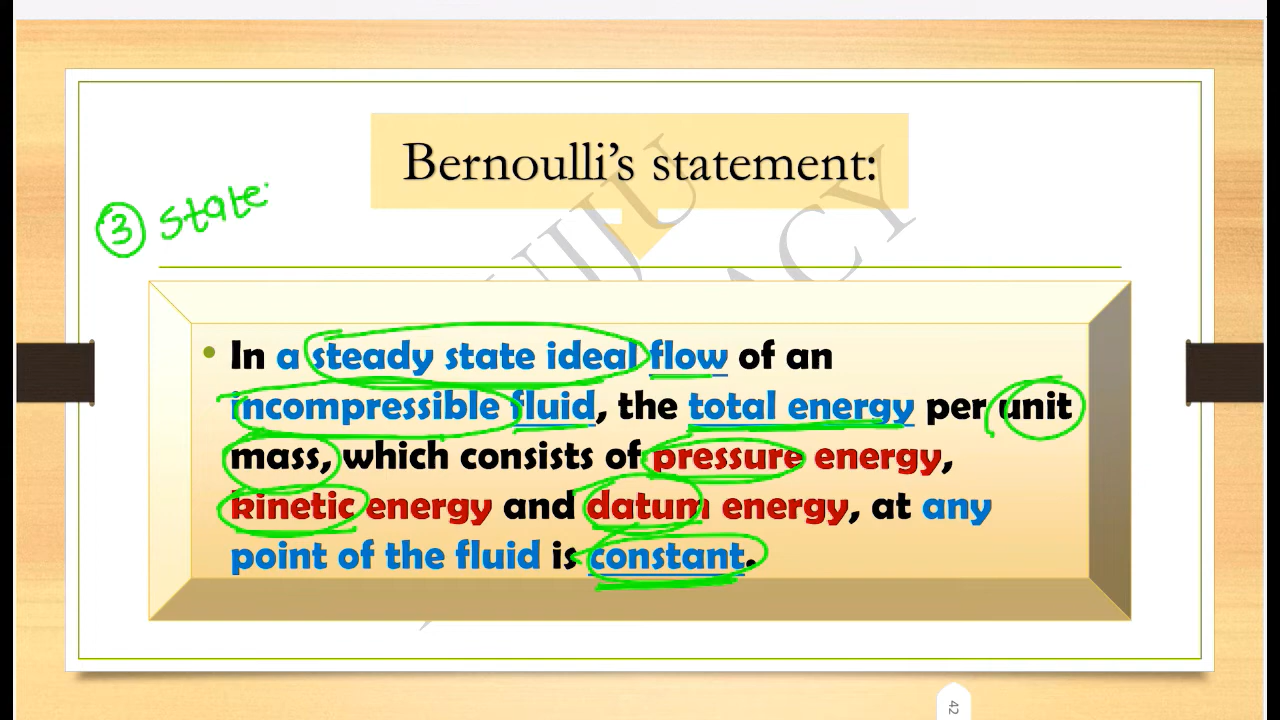 Bernoulli's statement:
③ State:
• In a steady state ideal flow of an
incompressible fluid, the total energy per unit
mass, which consists of pressure energy,
kinetic energy and datum energy, at any
point of the fluid is constant.
42